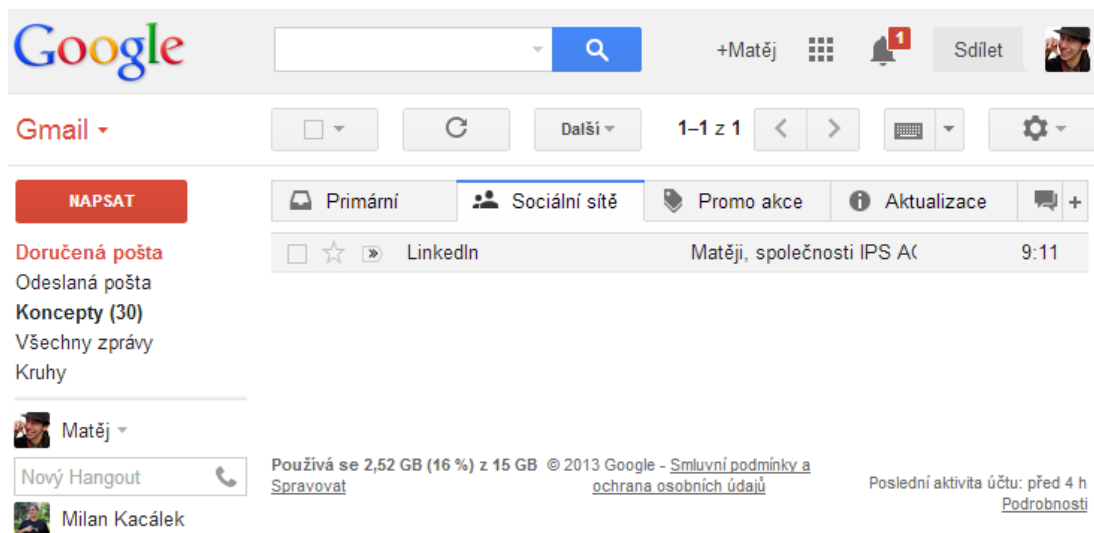 Google
+Matěj 1 Sdílet
Gmail
Další 1–1 z 1
NAPSAT
Primární Sociální sítě Promo akce Aktualizace +
LinkedIn Matěji, společnosti IPS 9:11
Doručená pošta
Odeslaná pošta
Koncepty (30)
Všechny zprávy
Kruhy
Matěj
Nový Hangout
Milan Kacálek
Používá se 2,52 GB (16 %) z 15 GB © 2013 Google - Smluvní podmínky a
Spravovat ochrana osobních údajů
Poslední aktivita účtu: před 4 h
Podrobnosti